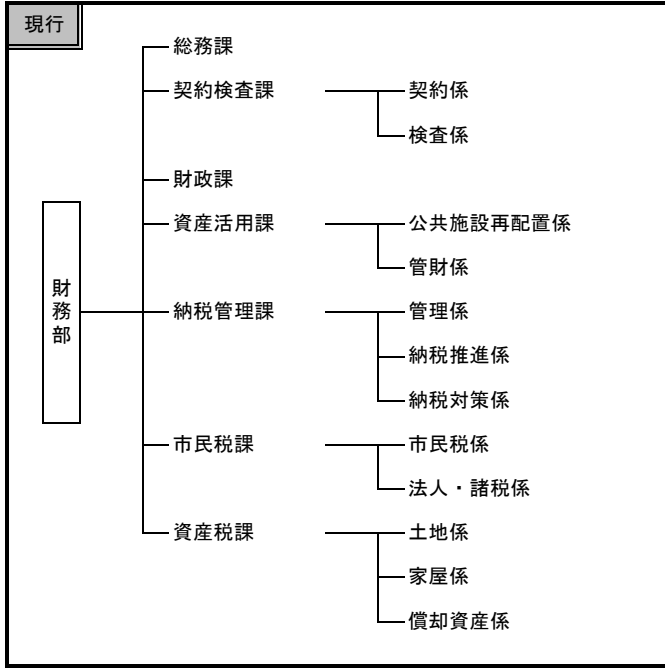 現行
総務課
契約検査課 契約係
検査係
財政課
資産活用課 公共施設再配置係
管財係
財務部
納税管理課 管理係
納税推進係
納税対策係
市民税課 市民税係
法人・諸税係
資産税課 土地係
家屋係
償却資産係